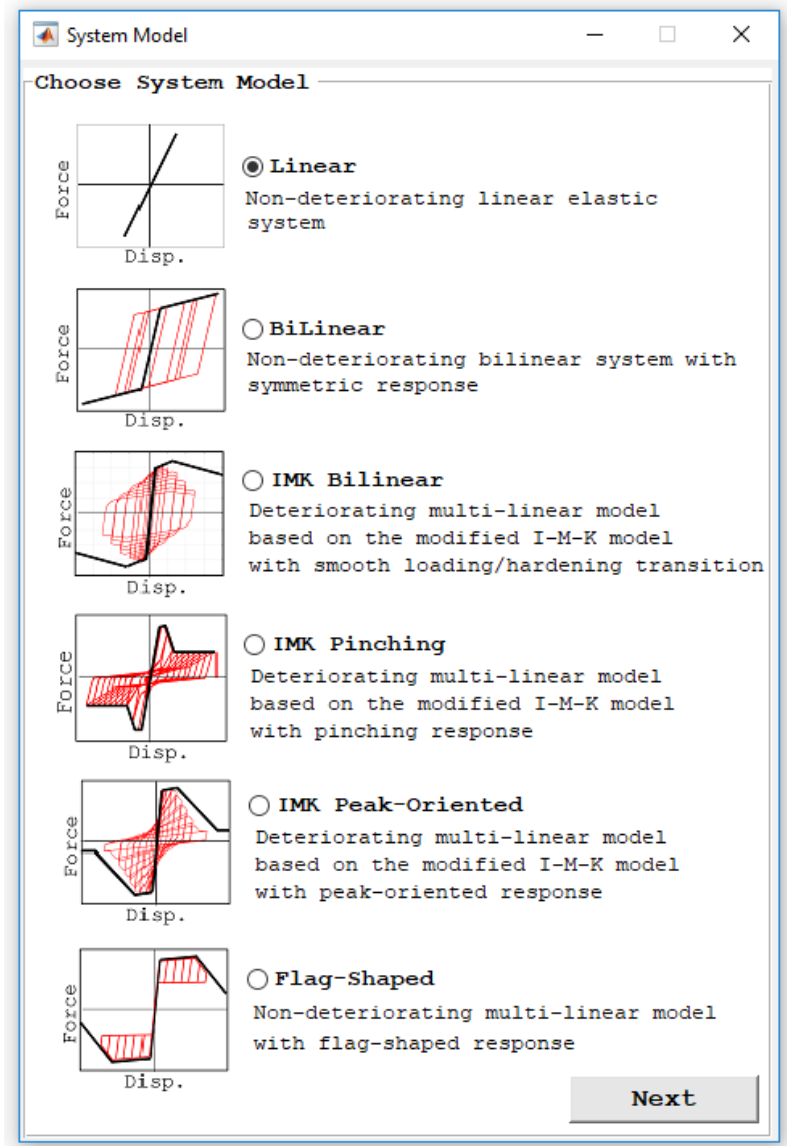 System Model
Choose System Model
Force
Disp.
Linear
Non-deteriorating linear elastic
system
Force
Disp.
BiLinear
Non-deteriorating bilinear system with
symmetric response
Force
Disp.
IMK Bilinear
Deteriorating multi-linear model
based on the modified I-M-K model
with smooth loading/hardening transition
Force
Disp.
IMK Pinching
Deteriorating multi-linear model
based on the modified I-M-K model
with pinching response
Force
Disp.
IMK Peak-Oriented
Deteriorating multi-linear model
based on the modified I-M-K model
with peak-oriented response
Force
Disp.
Flag-Shaped
Non-deteriorating multi-linear model
with flag-shaped response
Next